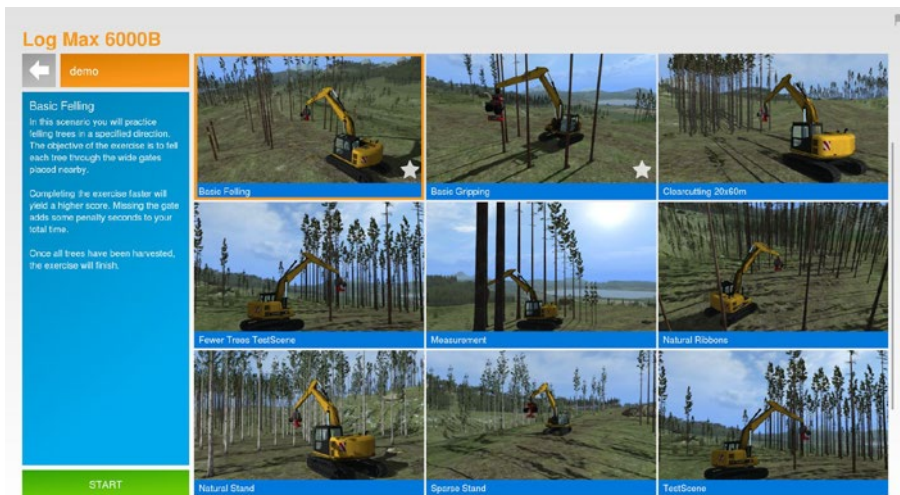 Log Max 6000B
demo
Basic Felling
In this scenario you will practice
felling trees in a specified direction.
The objective of the exercise is to fell
each tree through the wide gates
placed nearby.
Completing the exercise faster will
yield a higher score. Missing the gate
adds some penalty seconds to your
total time.
Once all trees have been harvested,
the exercise will finish.
START
Basic Felling
Basic Gripping
Clearcutting 20x60m
Fewer Trees TestScene
Measurement
Natural Ribbons
Natural Stand
Sparse Stand
TestScene